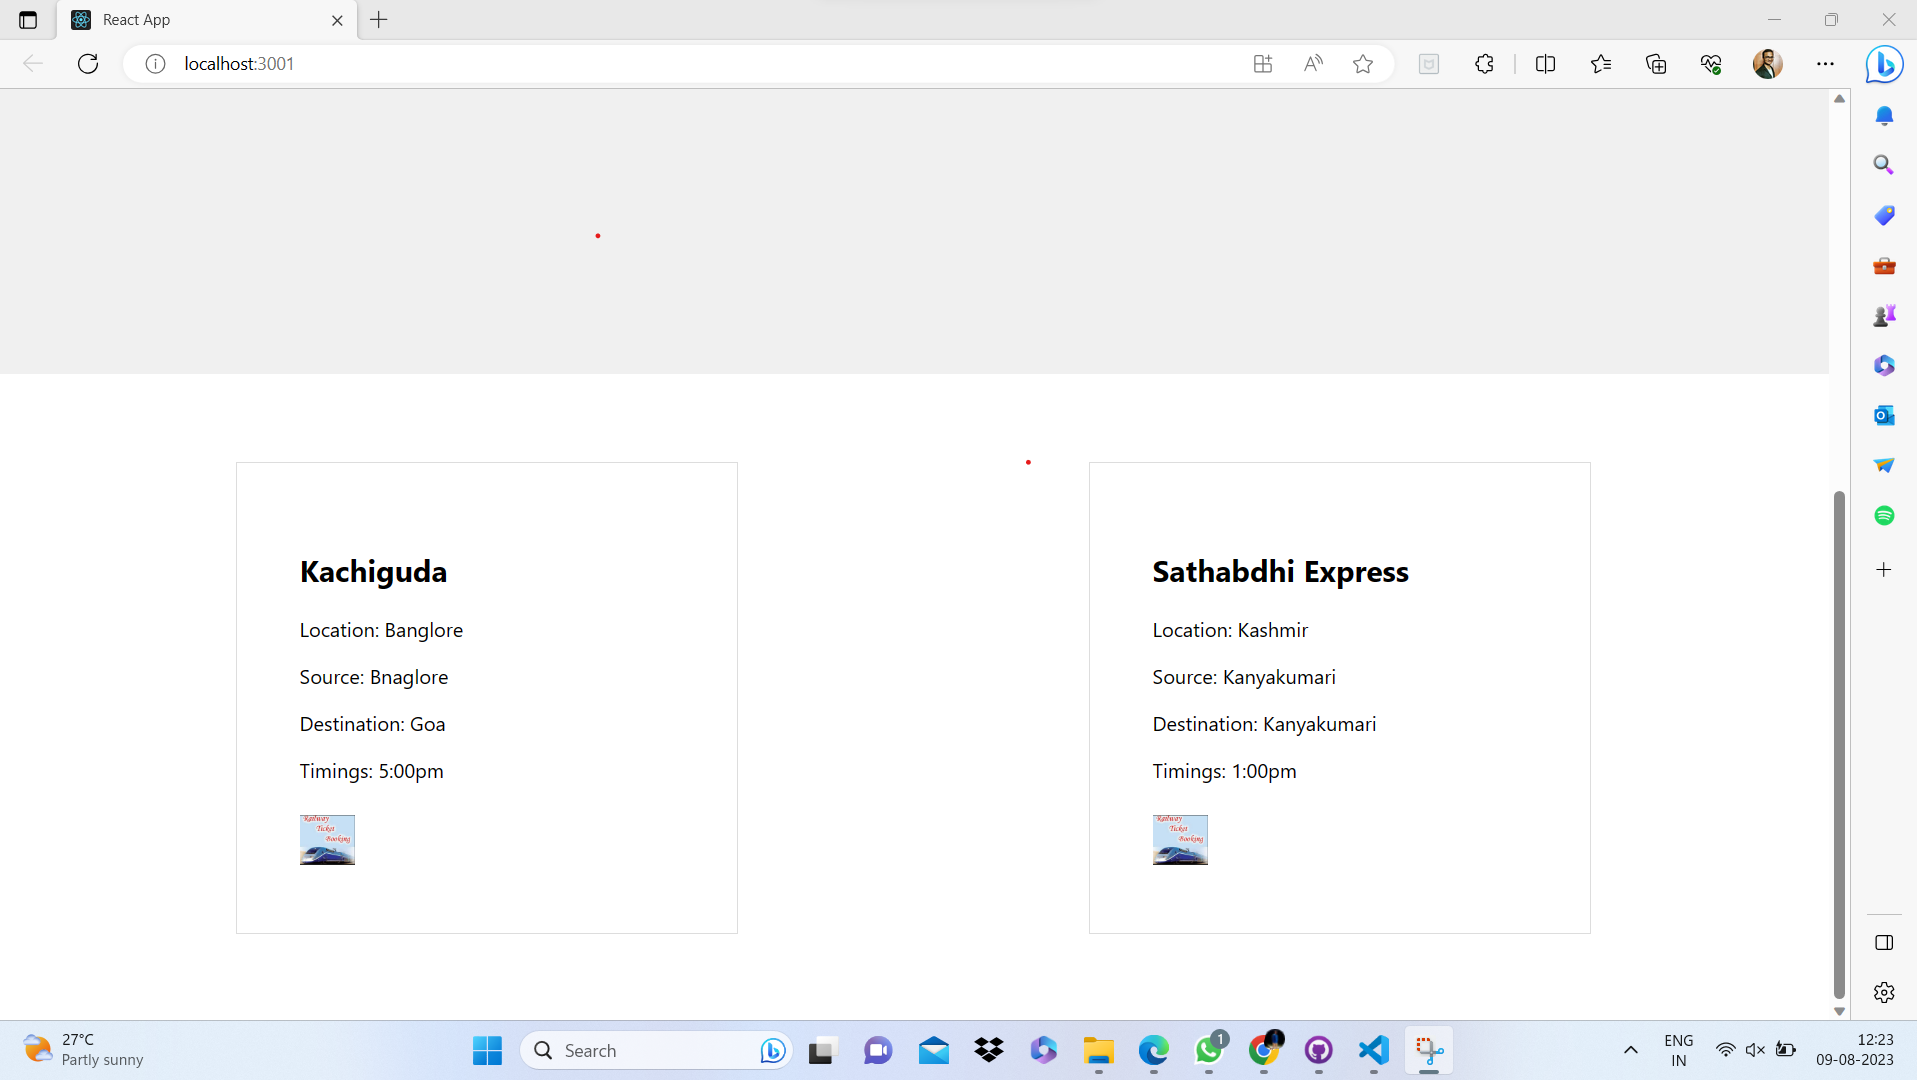 React App
localhost:3001
Kachiguda
Location: Banglore
Source: Bnaglore
Destination: Goa
Timings: 5:00pm
Railway
Ticket
Booking
Sathabdhi Express
Location: Kashmir
Source: Kanyakumari
Destination: Kanyakumari
Timings: 1:00pm
Railway
Ticket
Booking
27°C
Partly sunny
Search
1
ENG
IN
12:23
09-08-2023